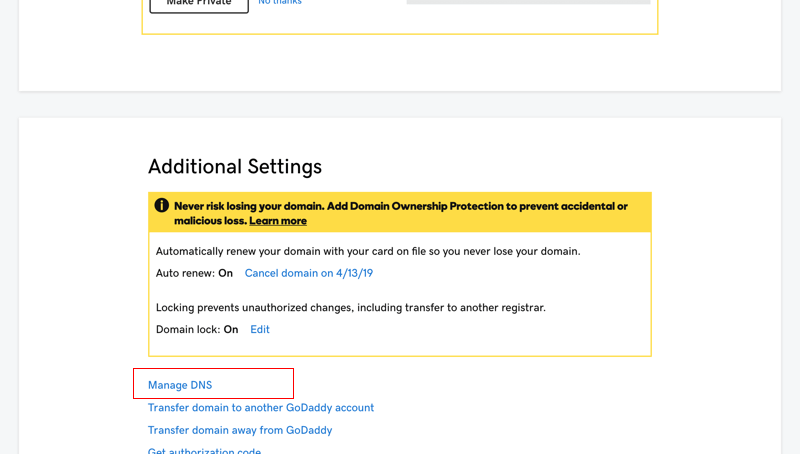 Make Private No thanks
Additional Settings
Never risk losing your domain. Add Domain Ownership Protection to prevent accidental or
malicious loss. Learn more
Automatically renew your domain with your card on file so you never lose your domain.
Auto renew: On Cancel domain on 4/13/19
Locking prevents unauthorized changes, including transfer to another registrar.
Domain lock: On Edit
Manage DNS
Transfer domain to another GoDaddy account
Transfer domain away from GoDaddy
Get authorization code